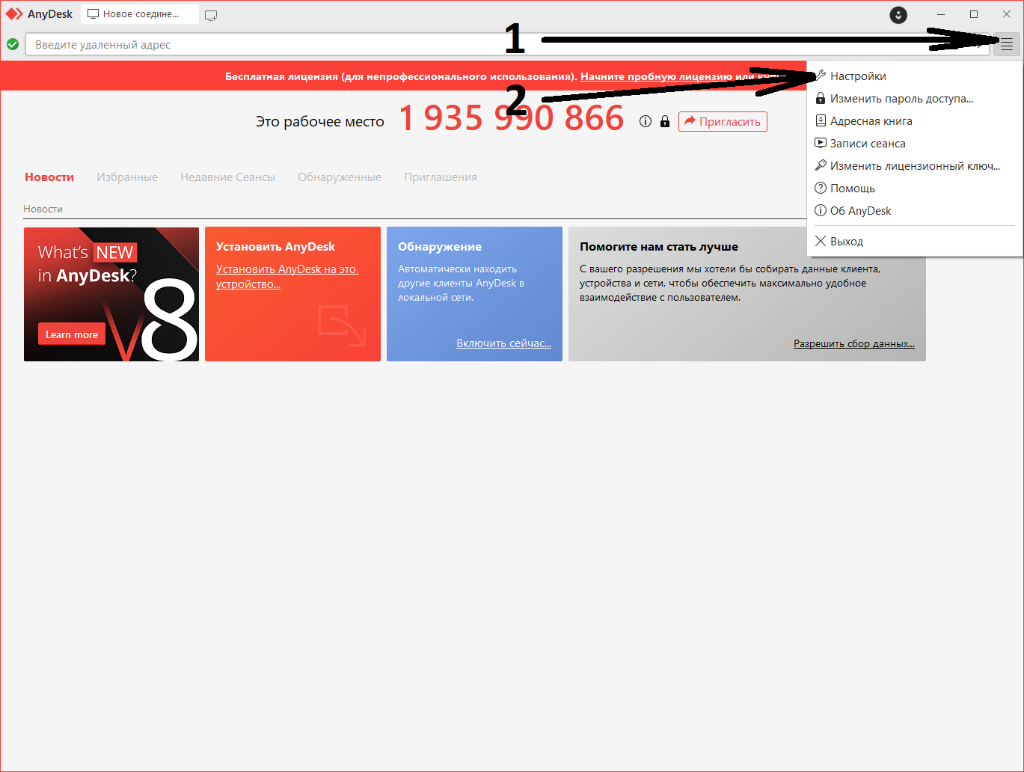 AnyDesk
Новое соедине...
1
Введите удаленный адрес
Бесплатная лицензия (для непрофессионального использования). Начните пробную лицензию или
2
Это рабочее место
1 935 990 866
Пригласить
Настройки
Изменить пароль доступа...
Адресная книга
Записи сеанса
Изменить лицензионный ключ...
Помощь
Об AnyDesk
Выход
Новости
Избранные
Недавние Сеансы
Обнаруженные
Приглашения
Новости
What's NEW
in AnyDesk?
V8
Learn more
Установить AnyDesk
Установить AnyDesk на это
устройство...
Обнаружение
Автоматически находить
другие клиенты AnyDesk в
локальной сети.
Включить сейчас...
Помогите нам стать лучше
С вашего разрешения мы хотели бы собирать данные клиента,
устройства и сети, чтобы обеспечить максимально удобное
взаимодействие с пользователем.
Разрешить сбор данных...